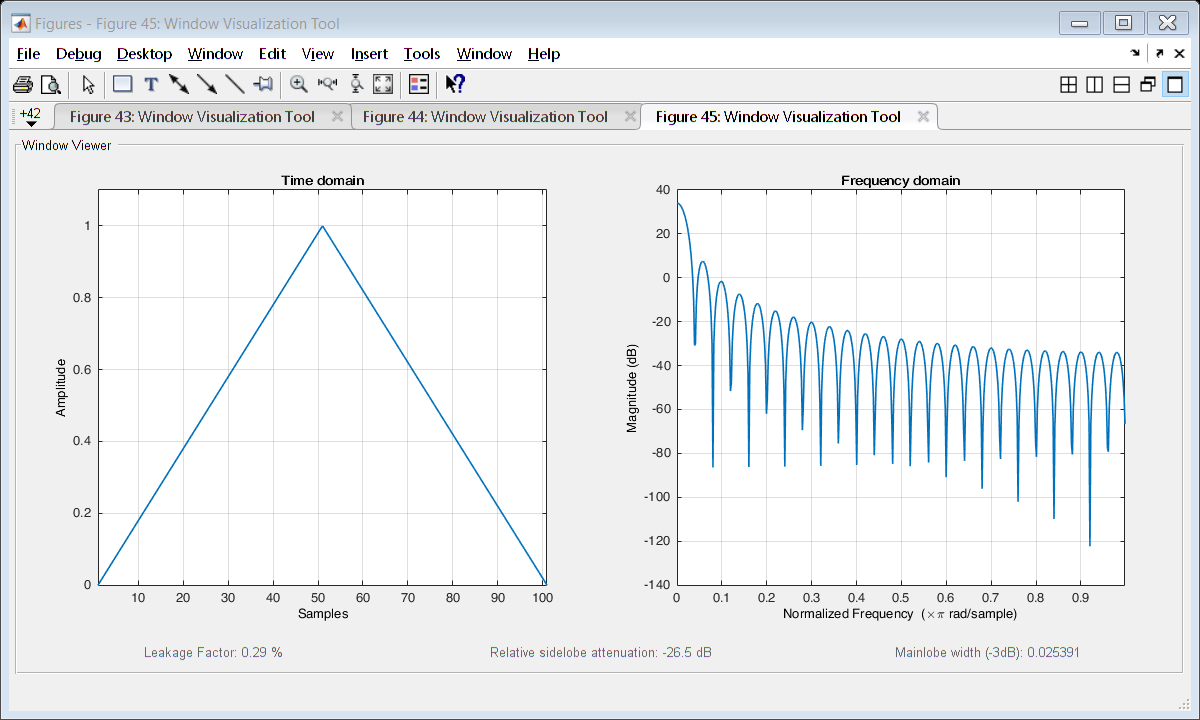 Figures - Figure 45: Window Visualization Tool
File Debug Desktop Window Edit View Insert Tools Window Help
+42 Figure 43: Window Visualization Tool Figure 44: Window Visualization Tool Figure 45: Window Visualization Tool
Window Viewer
Time domain
1
0.8
0.6
0.4
0.2
0
Amplitude
10 20 30 40 50 60 70 80 90 100
Samples
Frequency domain
40
20
0
-20
-40
-60
-80
-100
-120
-140
Magnitude (dB)
0 0.1 0.2 0.3 0.4 0.5 0.6 0.7 0.8 0.9
Normalized Frequency (×π rad/sample)
Leakage Factor: 0.29 % Relative sidelobe attenuation: -26.5 dB Mainlobe width (-3dB): 0.025391